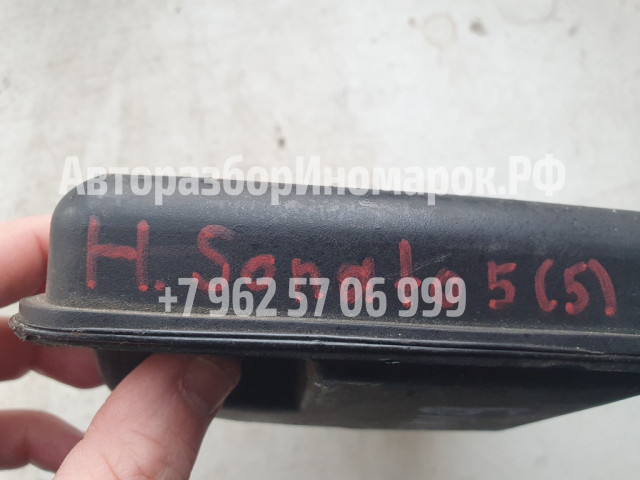 АвторазборИномарок.РФ
H. Sonata 5 (5)
+7 962 57 06 999